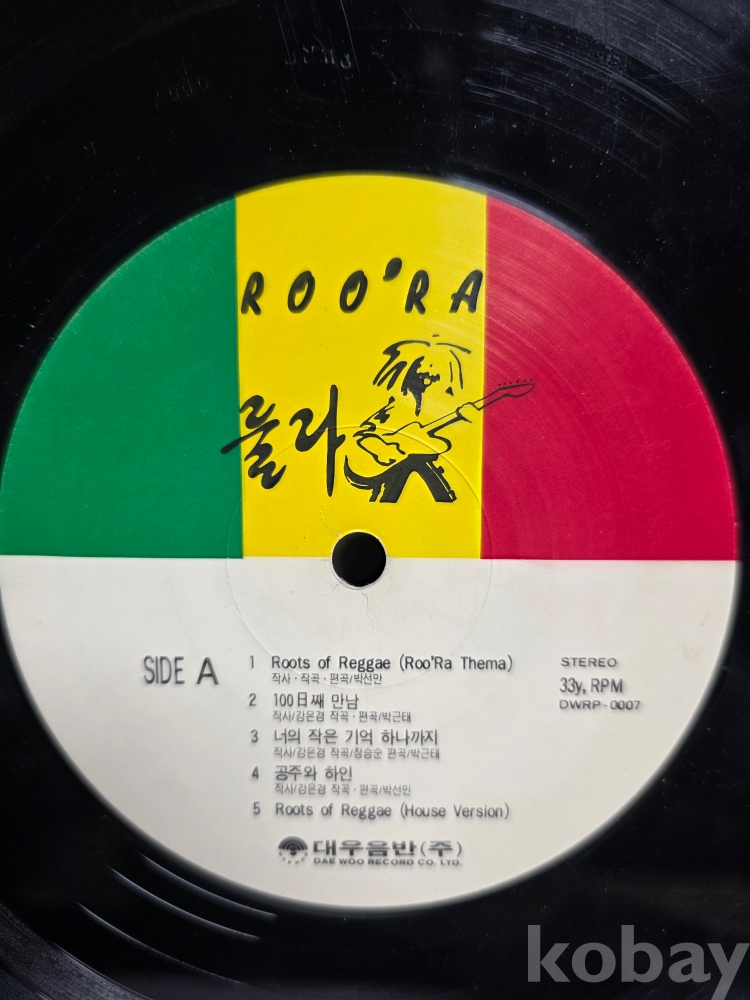 ROO'RA
룰라
SIDE A
1 Roots of Reggae (Roo'Ra Thema)
작사·작곡·편곡/박선만
2 100日째 만남
작사/강은경 작곡·편곡/박근태
3 너의 작은 기억 하나까지
작사/강은경 작곡/장승순 편곡/박근태
4 공주와 하인
작사/강은경 작곡·편곡/박선민
5 Roots of Reggae (House Version)
STEREO
33⅓, RPM
DWRP-0007
대우음반(주)
DAE WOO RECORD CO. LTD.
kobay